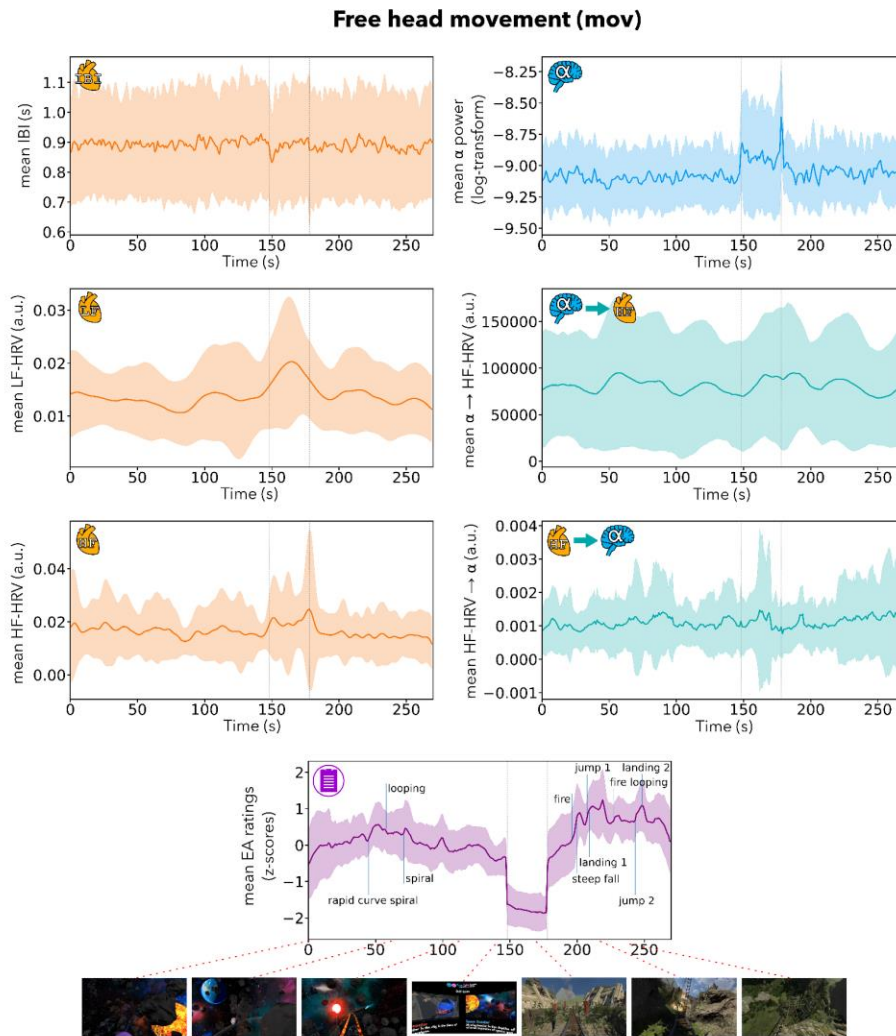 Free head movement (mov)
IBI
mean IBI (s)
1.1
1.0
0.9
0.8
0.7
0.6
0 50 100 150 200 250
Time (s)
α
mean α power
(log-transform)
−8.25
−8.50
−8.75
−9.00
−9.25
−9.50
0 50 100 150 200 250
Time (s)
LF
mean LF-HRV (a.u.)
0.03
0.02
0.01
0 50 100 150 200 250
Time (s)
α HF
mean α → HF-HRV (a.u.)
150000
100000
50000
0
0 50 100 150 200 250
Time (s)
HF
mean HF-HRV (a.u.)
0.04
0.02
0.00
0 50 100 150 200 250
Time (s)
HF α
mean HF-HRV → α (a.u.)
0.004
0.003
0.002
0.001
0.000
−0.001
0 50 100 150 200 250
Time (s)
mean EA ratings
(z-scores)
2
1
0
−1
−2
looping
rapid curve spiral
spiral
fire
jump 1
landing 2
fire looping
landing 1
steep fall
jump 2
0 50 100 150 200 250